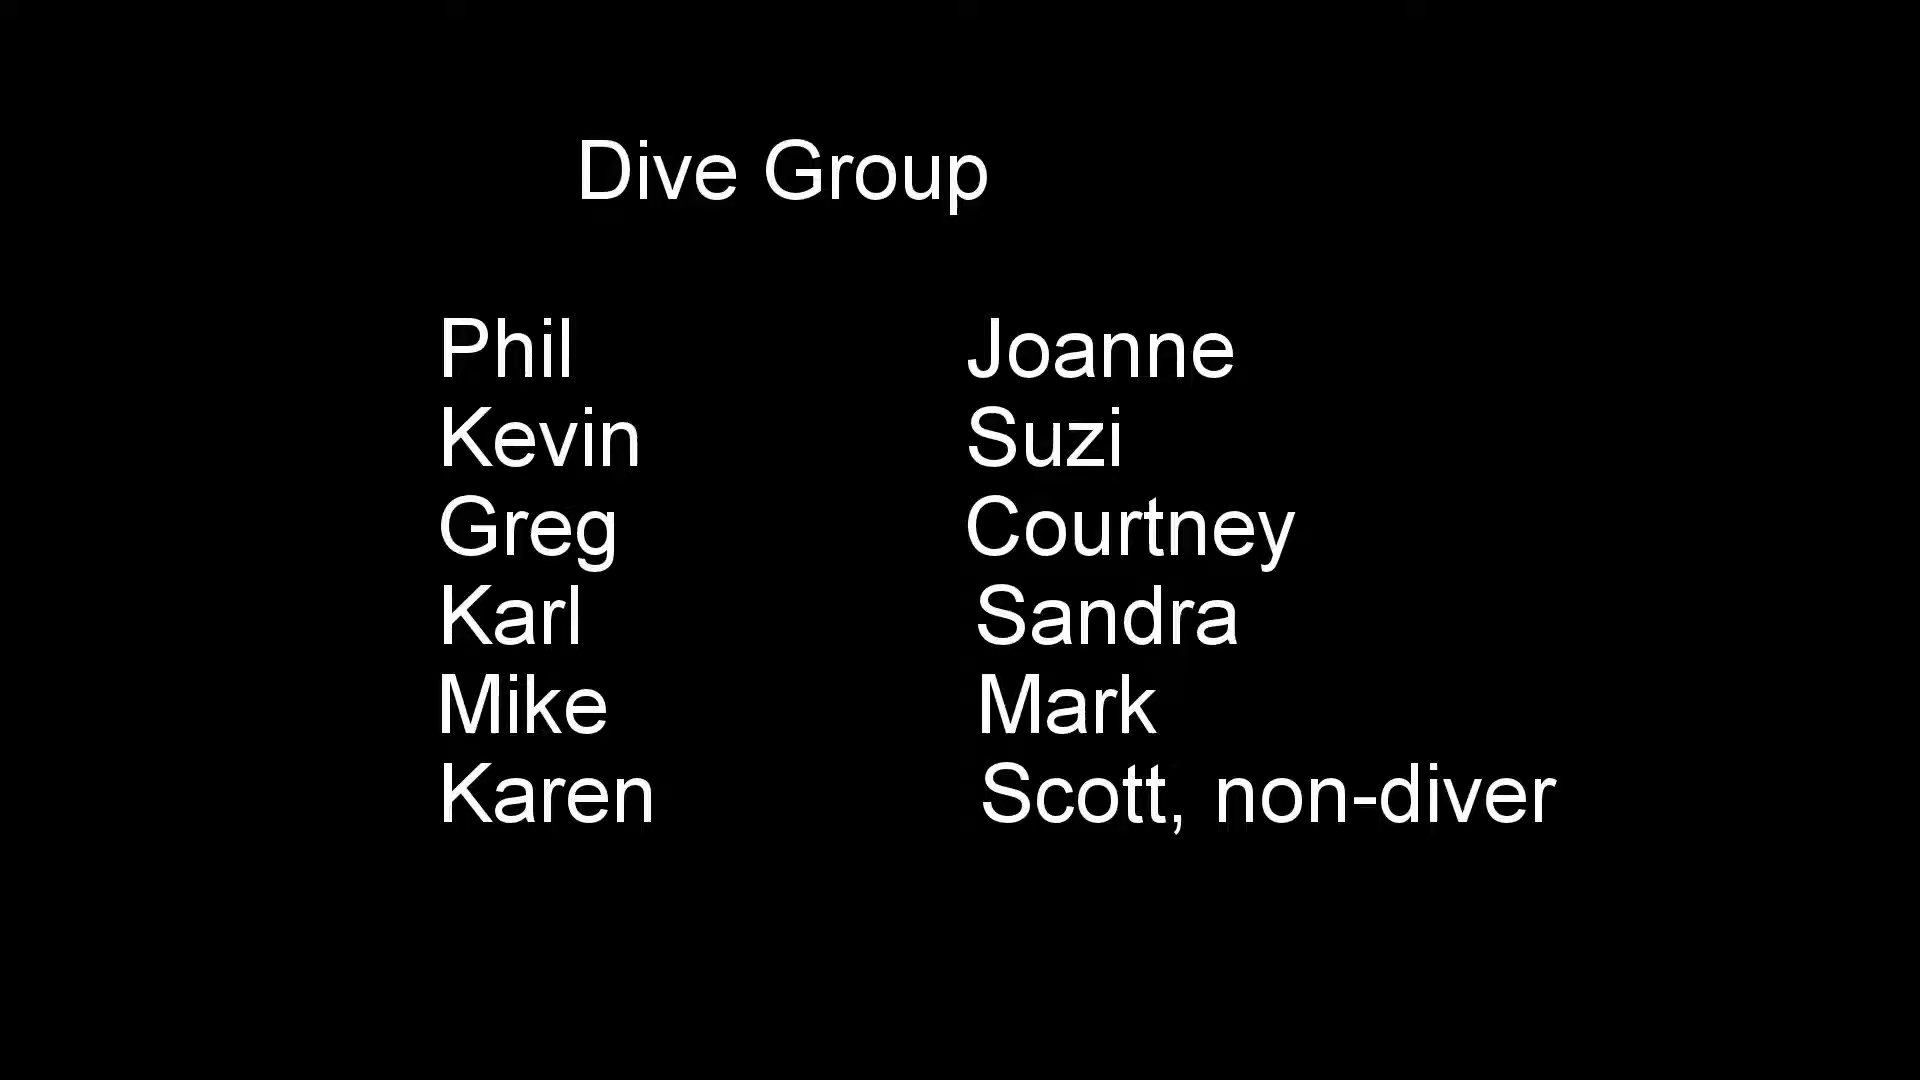 Dive Group
Phil Joanne
Kevin Suzi
Greg Courtney
Karl Sandra
Mike Mark
Karen Scott, non-diver